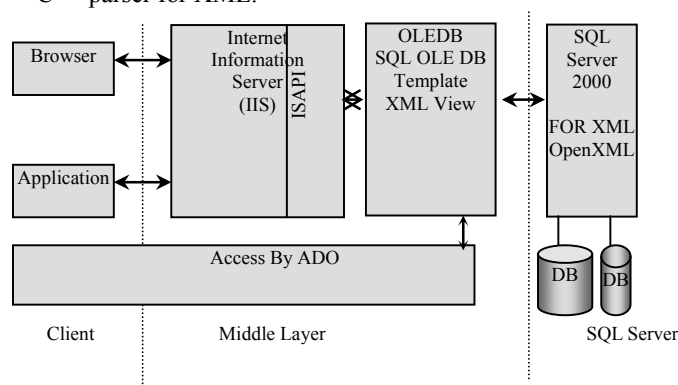 parser for XML.
Browser
Application
Internet
Information
Server
(IIS)
ISAPI
OLEDB
SQL OLE DB
Template
XML View
SQL
Server
2000
FOR XML
OpenXML
Access By ADO
DB
DB
Client
Middle Layer
SQL Server